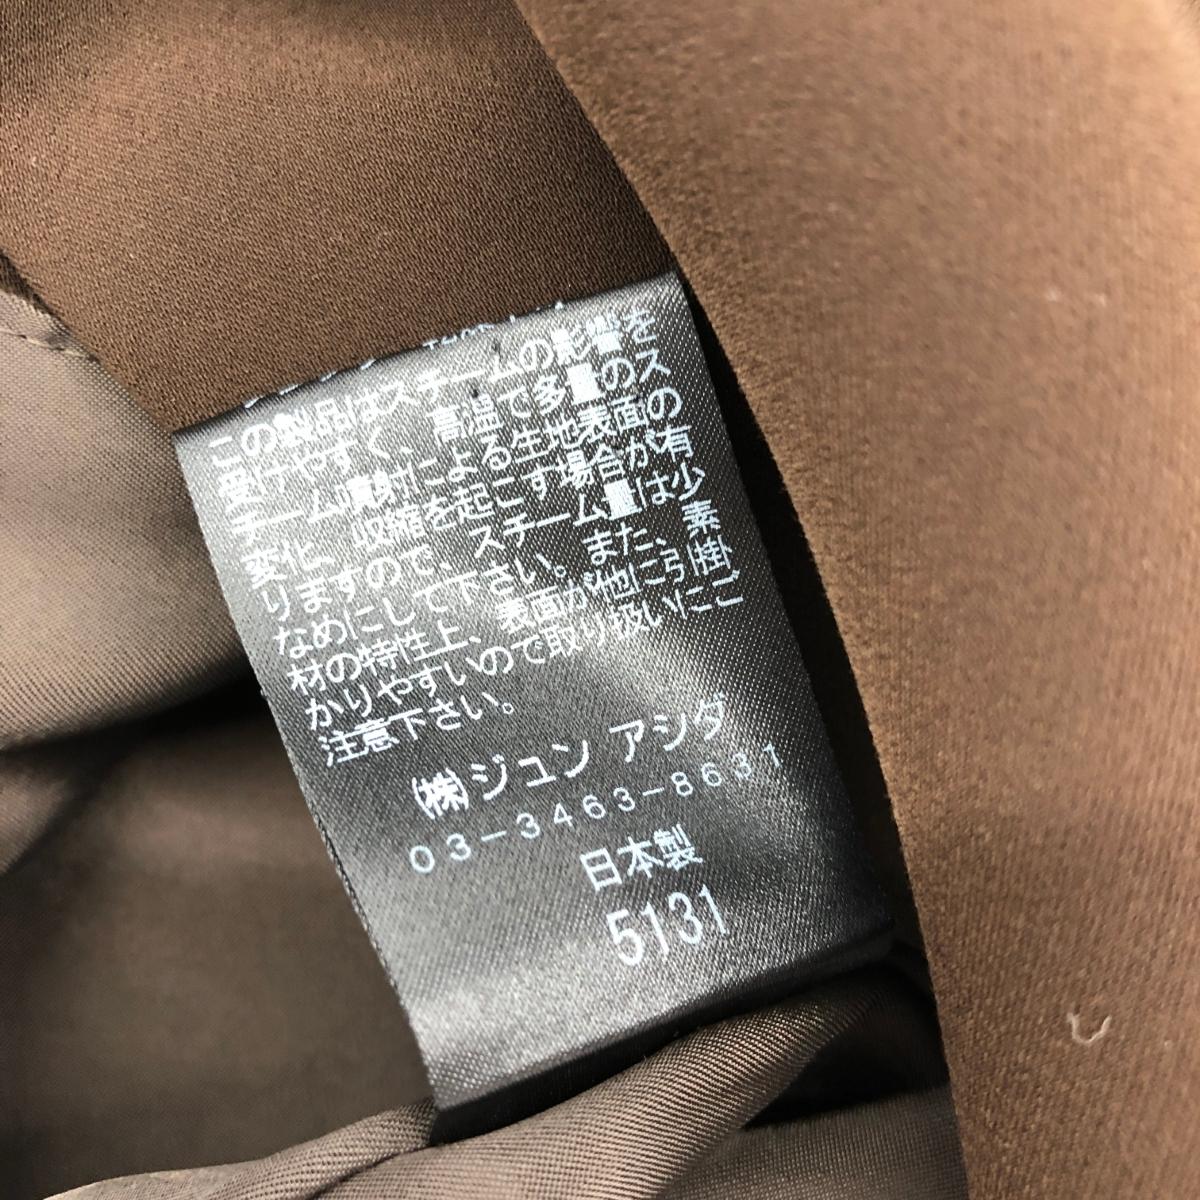 この製品はスチームの影響を
受けやすく、高温で多量のス
チーム噴射による生地表面の
変化、収縮を起こす場合が有
りますので、スチーム量は少
なめにして下さい。また、素
材の特性上、表面が他に引掛
かりやすいので取り扱いにご
注意下さい。
(株)ジュン アシダ
03-3463-8631
日本製
5131